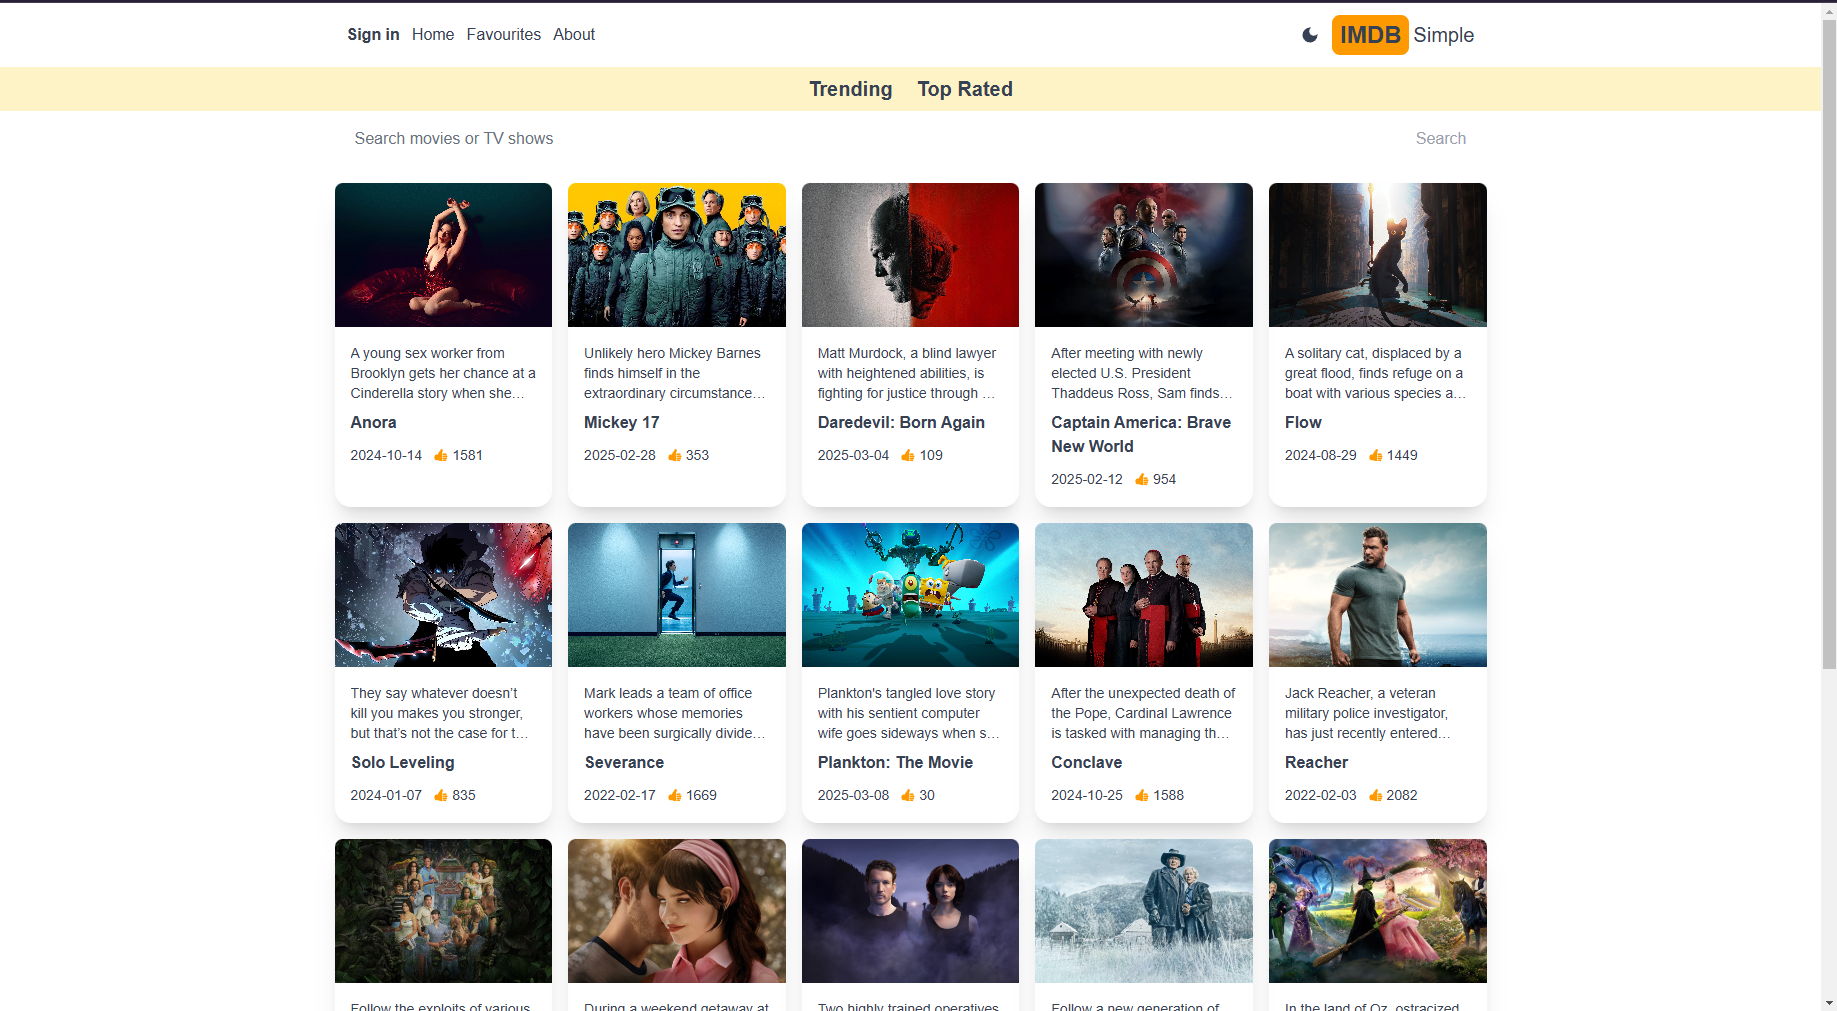 Sign in Home Favourites About
IMDB Simple
Trending Top Rated
Search movies or TV shows Search
A young sex worker from
Brooklyn gets her chance at a
Cinderella story when she…
Anora
2024-10-14 1581
Unlikely hero Mickey Barnes
finds himself in the
extraordinary circumstance…
Mickey 17
2025-02-28 353
Matt Murdock, a blind lawyer
with heightened abilities, is
fighting for justice through …
Daredevil: Born Again
2025-03-04 109
After meeting with newly
elected U.S. President
Thaddeus Ross, Sam finds…
Captain America: Brave
New World
2025-02-12 954
A solitary cat, displaced by a
great flood, finds refuge on a
boat with various species a…
Flow
2024-08-29 1449
They say whatever doesn’t
kill you makes you stronger,
but that’s not the case for t…
Solo Leveling
2024-01-07 835
Mark leads a team of office
workers whose memories
have been surgically divide…
Severance
2022-02-17 1669
Plankton's tangled love story
with his sentient computer
wife goes sideways when s…
Plankton: The Movie
2025-03-08 30
After the unexpected death of
the Pope, Cardinal Lawrence
is tasked with managing th…
Conclave
2024-10-25 1588
Jack Reacher, a veteran
military police investigator,
has just recently entered…
Reacher
2022-02-03 2082
Follow the exploits of various
During a weekend getaway at
Two highly trained operatives
Follow a new generation of
In the land of Oz, ostracized